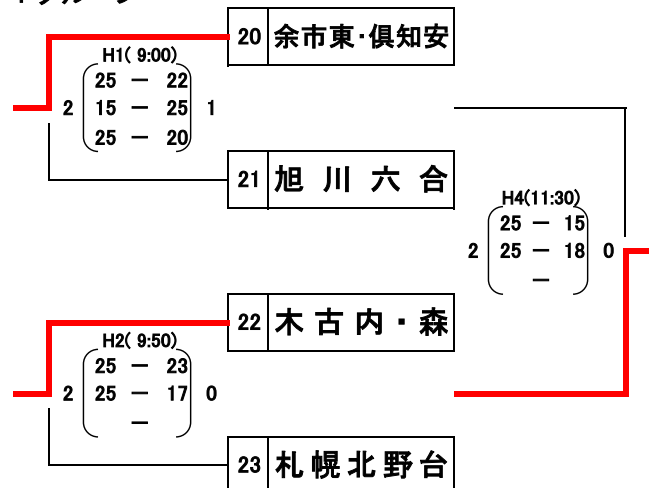 20 余市東・倶知安
H1( 9:00)
25 － 22
2 15 － 25 1
25 － 20
21 旭川六合
H4(11:30)
25 － 15
2 25 － 18 0
－
22 木古内・森
H2( 9:50)
25 － 23
2 25 － 17 0
－
23 札幌北野台